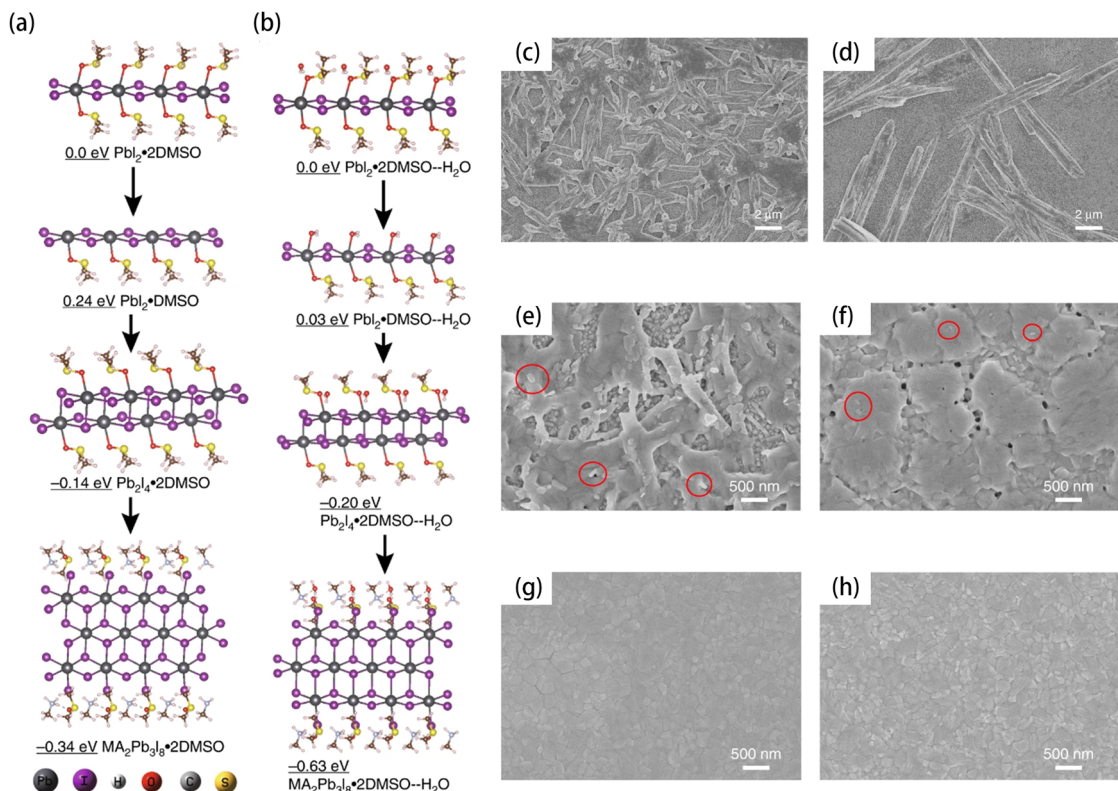 (a)
0.0 eV PbI₂•2DMSO
0.24 eV PbI₂•DMSO
−0.14 eV Pb₂I₄•2DMSO
−0.34 eV MA₂Pb₃I₈•2DMSO
Pb I H O C S
(b)
0.0 eV PbI₂•2DMSO--H₂O
0.03 eV PbI₂•DMSO--H₂O
−0.20 eV
Pb₂I₄•2DMSO--H₂O
−0.63 eV
MA₂Pb₃I₈•2DMSO--H₂O
(c)
2 μm
(d)
2 μm
(e)
500 nm
(f)
500 nm
(g)
500 nm
(h)
500 nm